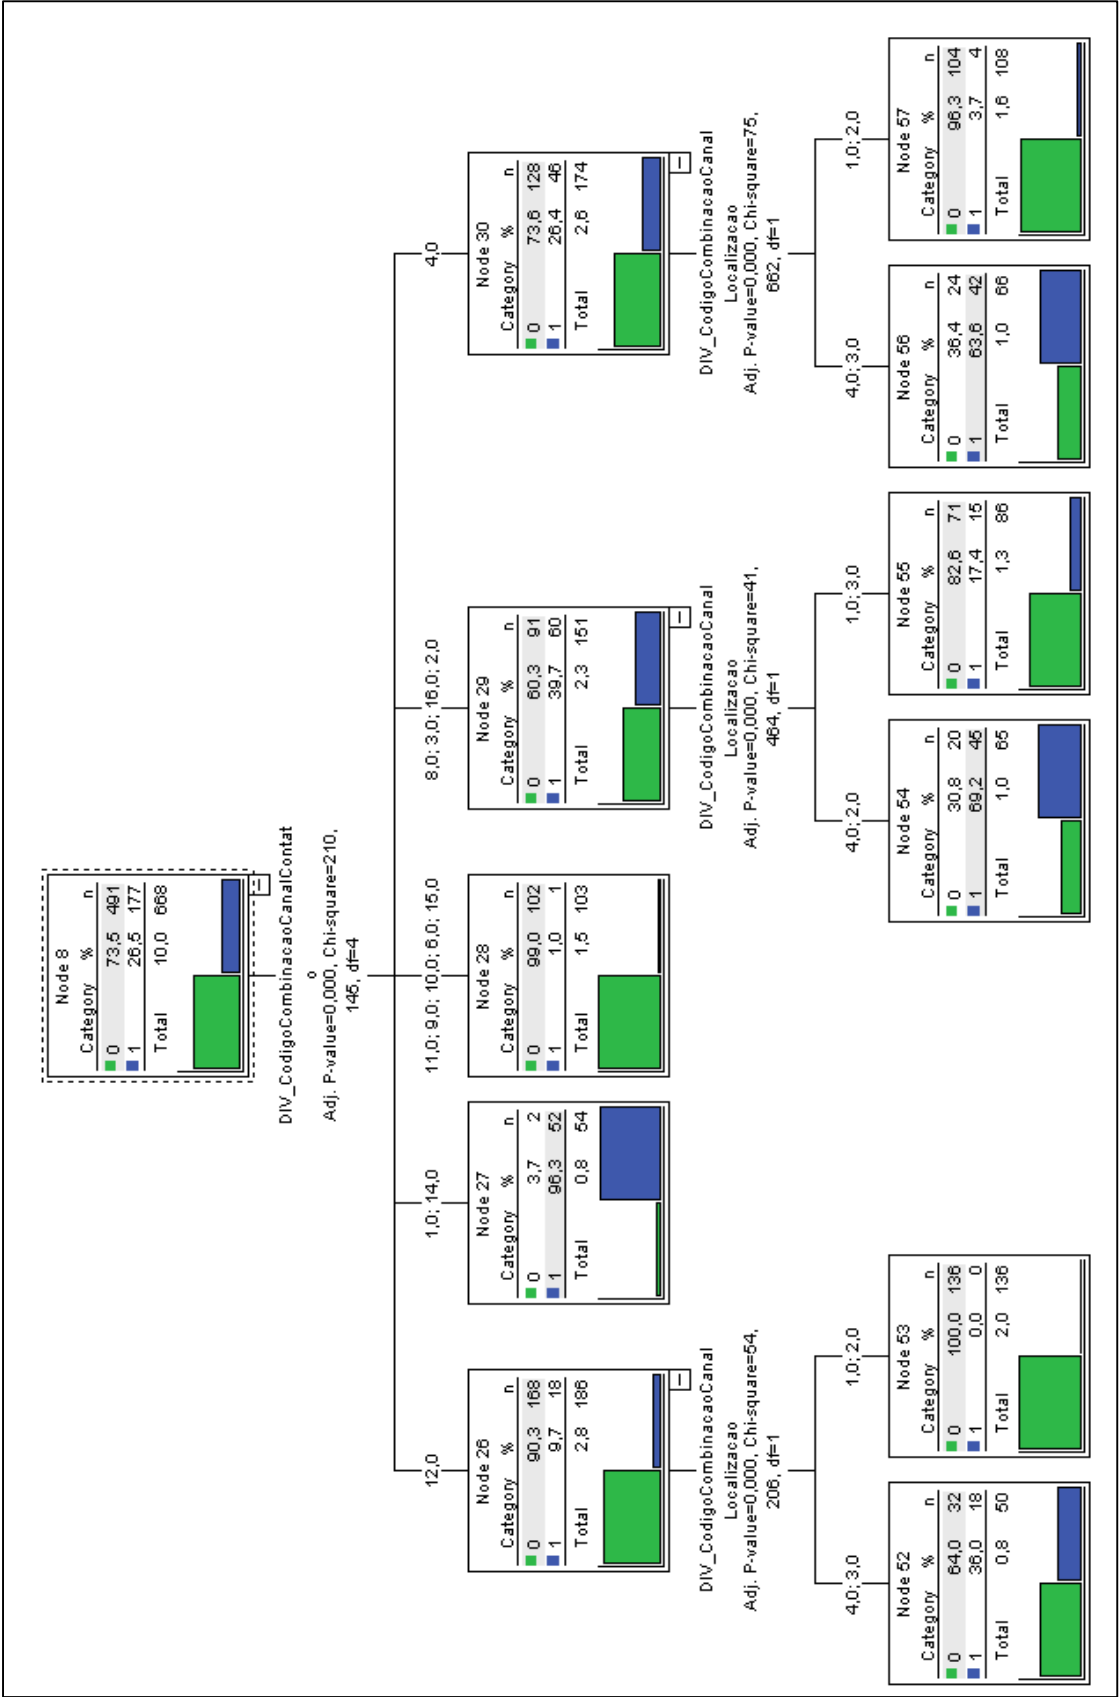 Node 8
Category % n
0 73,5 491
1 26,5 177
Total 10,0 668
DIV_CodigoCombinacaoCanalContat
o
Adj. P-value=0,000, Chi-square=210,
145, df=4
12,0
1,0; 14,0
11,0; 9,0; 10,0; 6,0; 15,0
8,0; 3,0; 16,0; 2,0
4,0
Node 26
Category % n
0 90,3 168
1 9,7 18
Total 2,8 186
Node 27
Category % n
0 3,7 2
1 96,3 52
Total 0,8 54
Node 28
Category % n
0 99,0 102
1 1,0 1
Total 1,5 103
Node 29
Category % n
0 60,3 91
1 39,7 60
Total 2,3 151
Node 30
Category % n
0 73,6 128
1 26,4 46
Total 2,6 174
DIV_CodigoCombinacaoCanal
Localizacao
Adj. P-value=0,000, Chi-square=54,
206, df=1
DIV_CodigoCombinacaoCanal
Localizacao
Adj. P-value=0,000, Chi-square=41,
464, df=1
DIV_CodigoCombinacaoCanal
Localizacao
Adj. P-value=0,000, Chi-square=75,
662, df=1
4,0; 3,0
1,0; 2,0
4,0; 2,0
1,0; 3,0
4,0; 3,0
1,0; 2,0
Node 52
Category % n
0 64,0 32
1 36,0 18
Total 0,8 50
Node 53
Category % n
0 100,0 136
1 0,0 0
Total 2,0 136
Node 54
Category % n
0 30,8 20
1 69,2 45
Total 1,0 65
Node 55
Category % n
0 82,6 71
1 17,4 15
Total 1,3 86
Node 56
Category % n
0 36,4 24
1 63,6 42
Total 1,0 66
Node 57
Category % n
0 96,3 104
1 3,7 4
Total 1,6 108